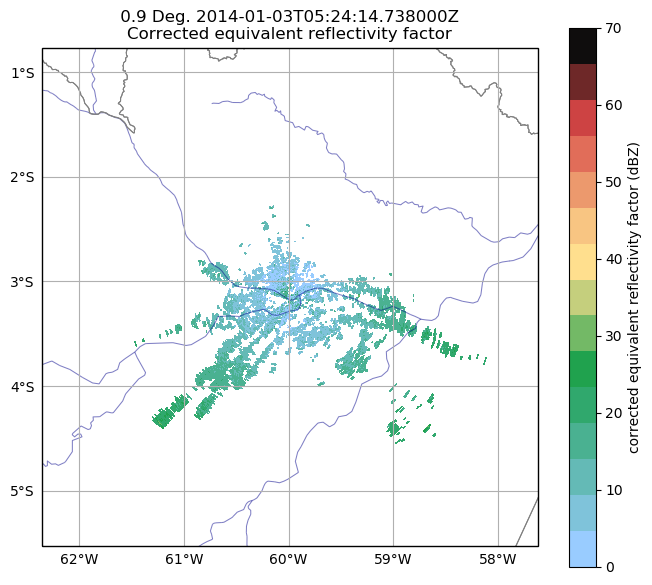 0.9 Deg. 2014-01-03T05:24:14.738000Z
Corrected equivalent reflectivity factor
1°S
2°S
3°S
4°S
5°S
62°W 61°W 60°W 59°W 58°W
70
60
50
40
30
20
10
0
corrected equivalent reflectivity factor (dBZ)